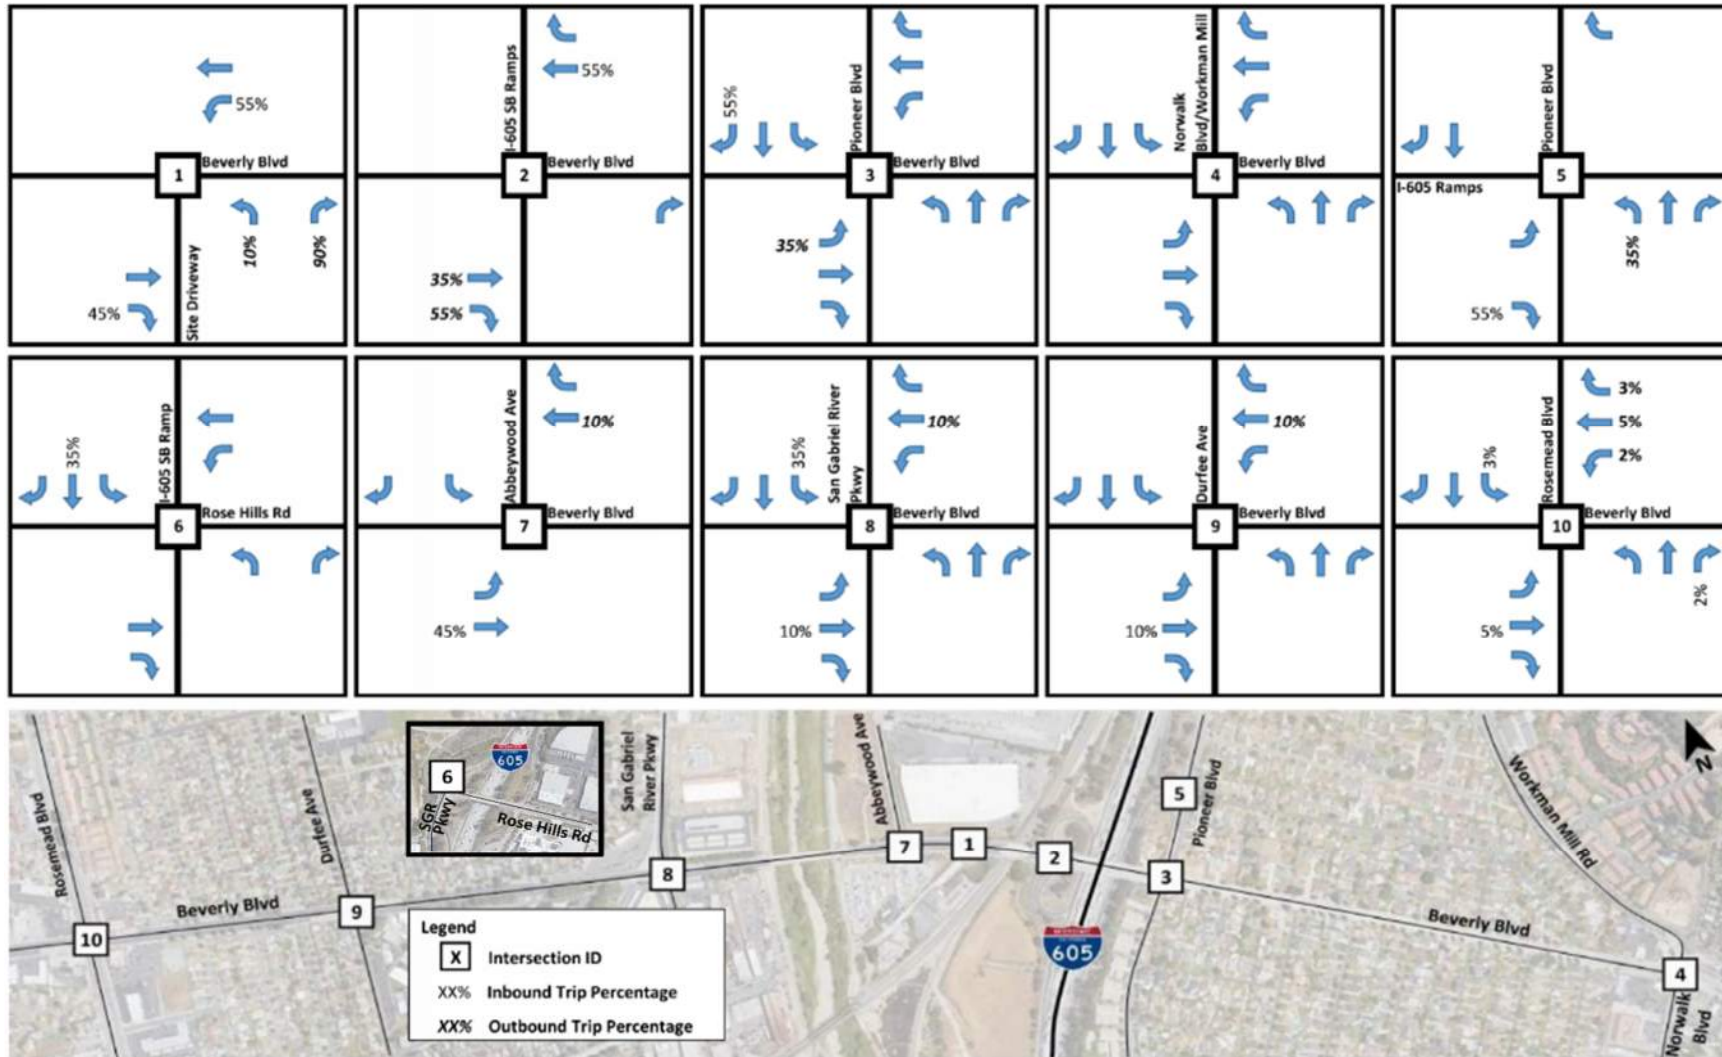 55%
I-605 SB Ramps
55%
55%
Pioneer Blvd
Norwalk
Blvd/Workman Mill
Pioneer Blvd
1
Beverly Blvd
2
Beverly Blvd
3
Beverly Blvd
4
Beverly Blvd
5
I-605 Ramps
10%
90%
45%
Site Driveway
35%
55%
35%
35%
55%
35%
I-605 SB Ramp
6
Rose Hills Rd
Abbeywood Ave
10%
7
Beverly Blvd
45%
35%
San Gabriel River
Pkwy
10%
8
Beverly Blvd
10%
Durfee Ave
10%
9
Beverly Blvd
10%
3%
Rosemead Blvd
3%
5%
2%
10
Beverly Blvd
5%
2%
Rosemead Blvd
Durfee Ave
6
605
SGR
Pkwy
Rose Hills Rd
San Gabriel
River Pkwy
Abbeywood Ave
5
Pioneer Blvd
Workman Mill Rd
N
10
Beverly Blvd
9
8
7
1
2
3
INTERSTATE
605
Beverly Blvd
4
Norwalk
Blvd
Legend
X Intersection ID
XX% Inbound Trip Percentage
XX% Outbound Trip Percentage